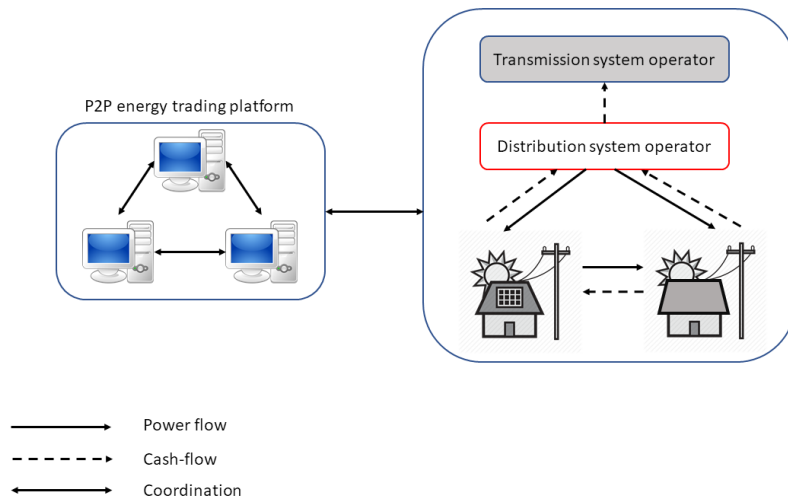 P2P energy trading platform
Transmission system operator
Distribution system operator
Power flow
Cash-flow
Coordination